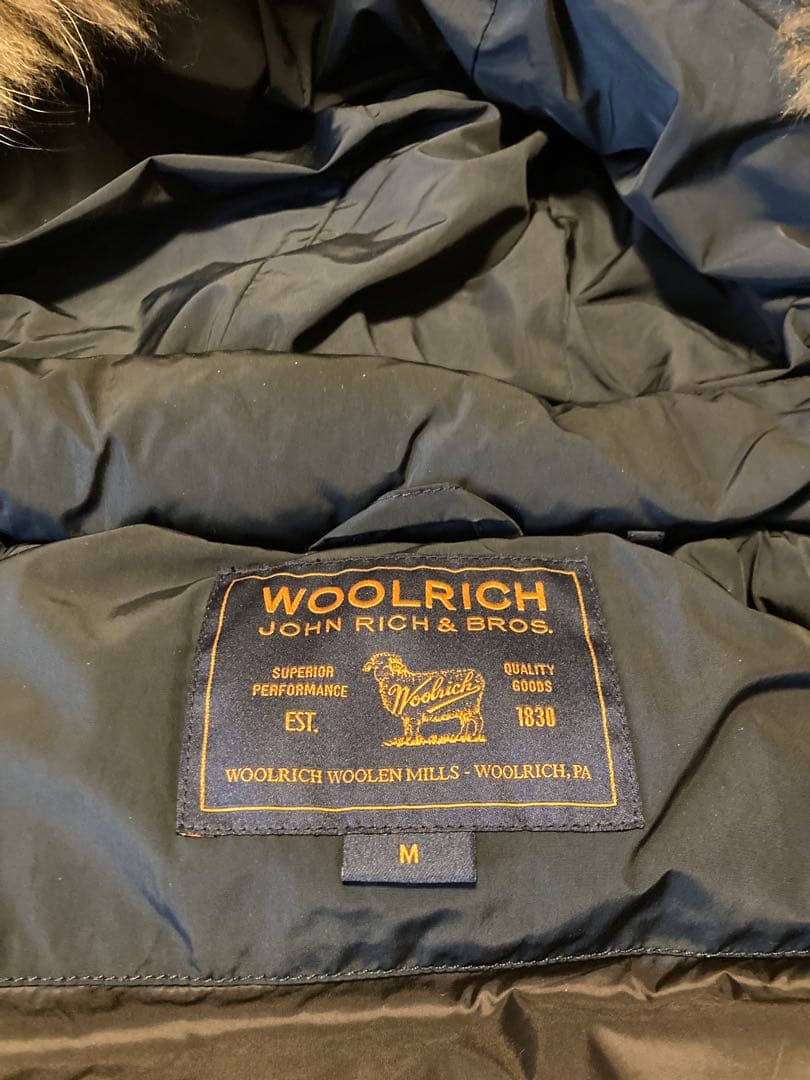 WOOLRICH
JOHN RICH & BROS.
SUPERIOR
PERFORMANCE
EST.
Woolrich
QUALITY
GOODS
1830
WOOLRICH WOOLEN MILLS - WOOLRICH, PA
M